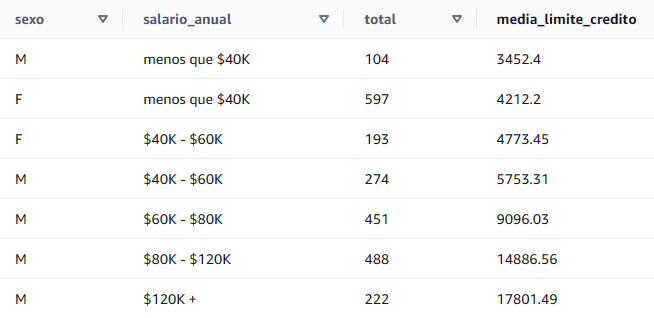 sexo salario_anual total media_limite_credito
M menos que $40K 104 3452.4
F menos que $40K 597 4212.2
F $40K - $60K 193 4773.45
M $40K - $60K 274 5753.31
M $60K - $80K 451 9096.03
M $80K - $120K 488 14886.56
M $120K + 222 17801.49